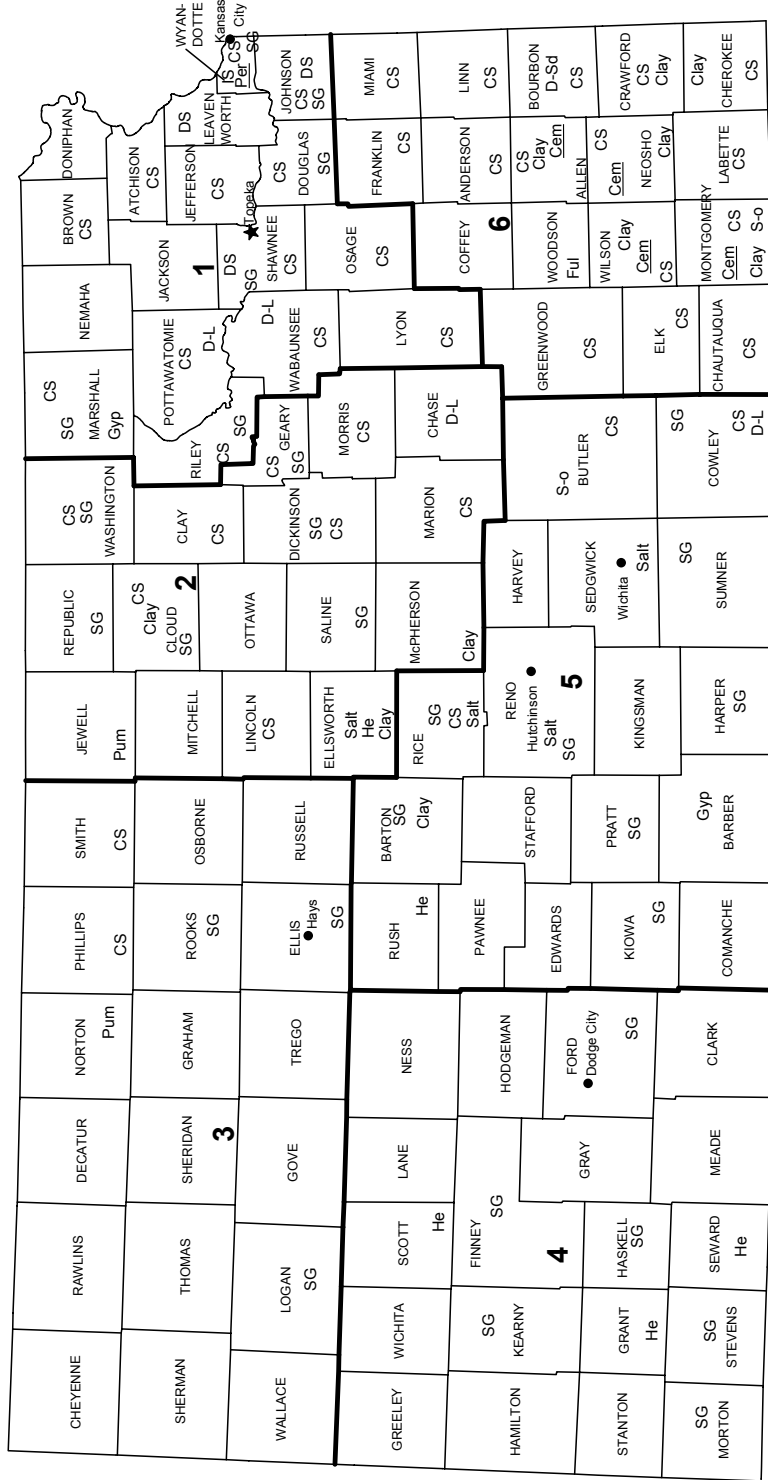 CHEYENNE
RAWLINS
DECATUR
NORTON
Pum
PHILLIPS
CS
SMITH
CS
JEWELL
Pum
REPUBLIC
SG
CS
SG
WASHINGTON
CS
SG
MARSHALL
Gyp
NEMAHA
BROWN
CS
DONIPHAN
SHERMAN
THOMAS
SHERIDAN
3
GRAHAM
ROOKS
SG
OSBORNE
MITCHELL
CS
Clay
CLOUD
SG
2
CLAY
CS
RILEY
CS
SG
POTTAWATOMIE
CS
D-L
JACKSON
1
ATCHISON
CS
JEFFERSON
CS
DS
LEAVEN
WORTH
WYAN-
DOTTE
Kansas
City
IS CS
Per
SG
WALLACE
LOGAN
SG
GOVE
TREGO
ELLIS
Hays
SG
RUSSELL
LINCOLN
CS
OTTAWA
DICKINSON
SG
CS
GEARY
CS
SG
D-L
WABAUNSEE
CS
DS
SG
SHAWNEE
CS
Topeka
CS
DOUGLAS
SG
JOHNSON
CS DS
SG
ELLSWORTH
Salt
He
Clay
SALINE
SG
MORRIS
CS
OSAGE
CS
FRANKLIN
CS
MIAMI
CS
GREELEY
WICHITA
SCOTT
He
LANE
NESS
RUSH
He
BARTON
SG
Clay
RICE
SG
CS
Salt
McPHERSON
Clay
MARION
CS
CHASE
D-L
LYON
CS
COFFEY
6
ANDERSON
CS
LINN
CS
HAMILTON
SG
KEARNY
FINNEY
SG
4
HODGEMAN
PAWNEE
STAFFORD
RENO
Hutchinson
Salt
SG
5
HARVEY
S-o
BUTLER
CS
GREENWOOD
CS
WOODSON
Ful
CS
Clay
Cem
ALLEN
BOURBON
D-Sd
CS
GRAY
FORD
Dodge City
SG
EDWARDS
SEDGWICK
Wichita
Salt
STANTON
GRANT
He
HASKELL
SG
KIOWA
SG
PRATT
SG
KINGSMAN
ELK
CS
WILSON
Clay
Cem
CS
CS
Cem
NEOSHO
Clay
CRAWFORD
CS
Clay
SG
MORTON
SG
STEVENS
SEWARD
He
MEADE
CLARK
COMANCHE
Gyp
BARBER
HARPER
SG
SG
SUMNER
SG
COWLEY
CS
D-L
CHAUTAUQUA
CS
MONTGOMERY
Cem CS
Clay S-o
LABETTE
CS
Clay
CHEROKEE
CS